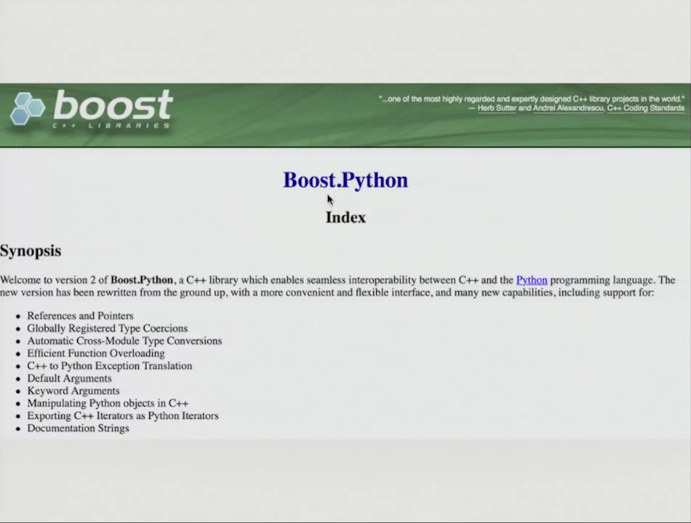 boost
C++ LIBRARIES
"...one of the most highly regarded and expertly designed C++ library projects in the world."
— Herb Sutter and Andrei Alexandrescu, C++ Coding Standards
Boost.Python
Index
Synopsis
Welcome to version 2 of Boost.Python, a C++ library which enables seamless interoperability between C++ and the Python programming language. The
new version has been rewritten from the ground up, with a more convenient and flexible interface, and many new capabilities, including support for:
• References and Pointers
• Globally Registered Type Coercions
• Automatic Cross-Module Type Conversions
• Efficient Function Overloading
• C++ to Python Exception Translation
• Default Arguments
• Keyword Arguments
• Manipulating Python objects in C++
• Exporting C++ Iterators as Python Iterators
• Documentation Strings